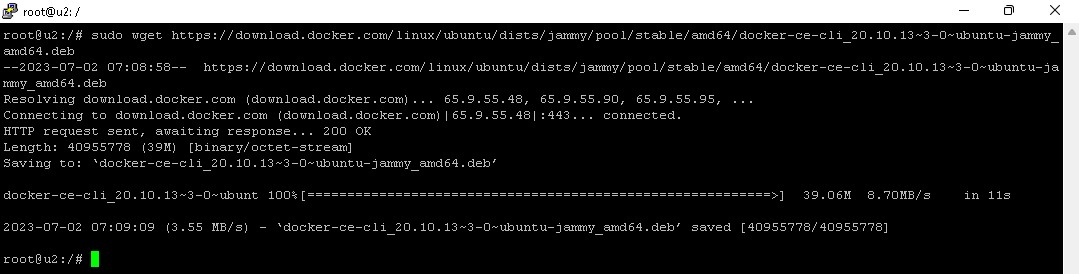 root@u2: /
root@u2:/# sudo wget https://download.docker.com/linux/ubuntu/dists/jammy/pool/stable/amd64/docker-ce-cli_20.10.13~3-0~ubuntu-jammy_
amd64.deb
--2023-07-02 07:08:58--  https://download.docker.com/linux/ubuntu/dists/jammy/pool/stable/amd64/docker-ce-cli_20.10.13~3-0~ubuntu-ja
mmy_amd64.deb
Resolving download.docker.com (download.docker.com)... 65.9.55.48, 65.9.55.90, 65.9.55.95, ...
Connecting to download.docker.com (download.docker.com)|65.9.55.48|:443... connected.
HTTP request sent, awaiting response... 200 OK
Length: 40955778 (39M) [binary/octet-stream]
Saving to: ‘docker-ce-cli_20.10.13~3-0~ubuntu-jammy_amd64.deb’
docker-ce-cli_20.10.13~3-0~ubunt 100%[==========================================================>]  39.06M  8.70MB/s    in 11s
2023-07-02 07:09:09 (3.55 MB/s) - ‘docker-ce-cli_20.10.13~3-0~ubuntu-jammy_amd64.deb’ saved [40955778/40955778]
root@u2:/#